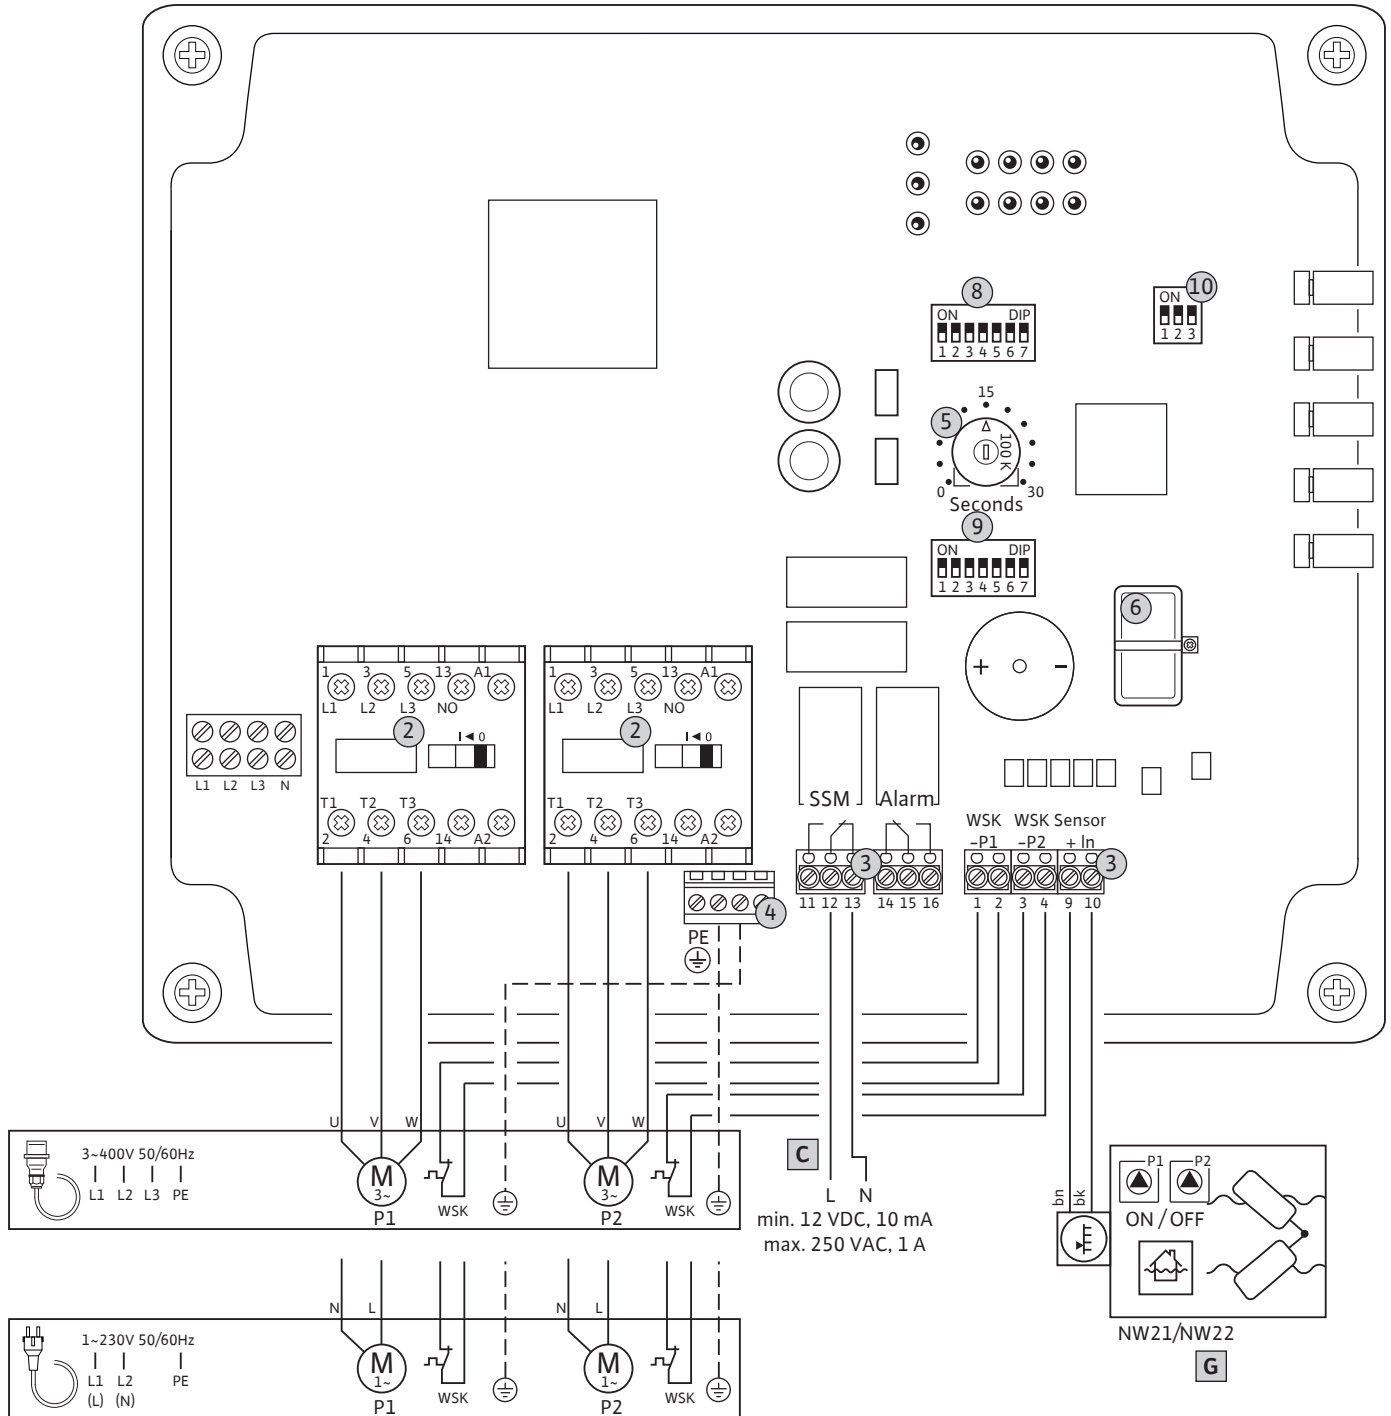 8
ON DIP
1 2 3 4 5 6 7
10
ON
1 2 3
15
5
100 K
0 30
Seconds
9
ON DIP
1 2 3 4 5 6 7
6
+ -
1 3 5 13 A1
L1 L2 L3 NO
2
I ◄ 0
T1 T2 T3
2 4 6 14 A2
1 3 5 13 A1
L1 L2 L3 NO
2
I ◄ 0
T1 T2 T3
2 4 6 14 A2
L1 L2 L3 N
SSM Alarm
WSK WSK Sensor
-P1 -P2 + In
3
3
11 12 13 14 15 16 1 2 3 4 9 10
4
PE
U V W
U V W
3~400V 50/60Hz
L1 L2 L3 PE
M
3~
P1
WSK
M
3~
P2
WSK
C
L N
min. 12 VDC, 10 mA
max. 250 VAC, 1 A
bn
bk
P1 P2
ON / OFF
NW21/NW22
G
N L
N L
1~230V 50/60Hz
L1 L2 PE
(L) (N)
M
1~
P1
WSK
M
1~
P2
WSK